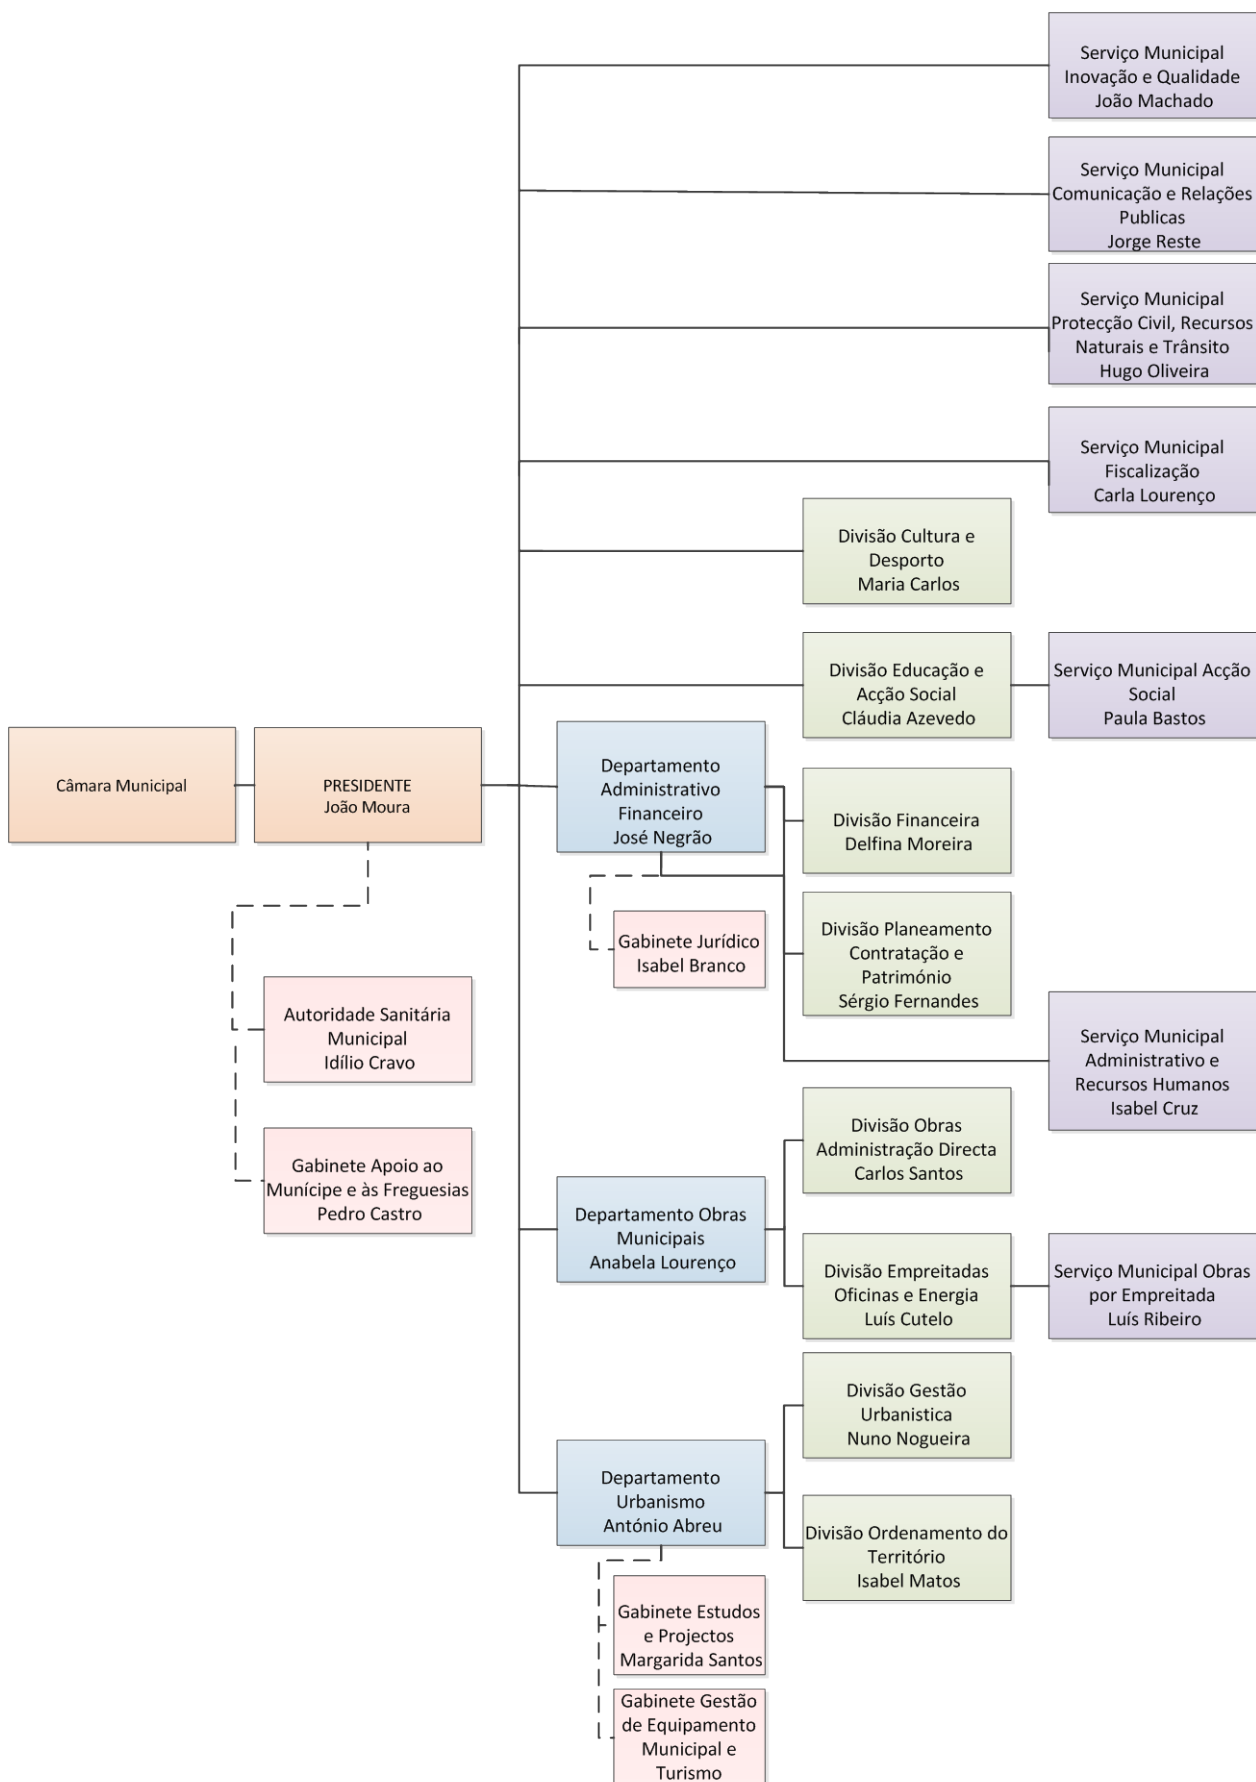 Serviço Municipal
Inovação e Qualidade
João Machado
Serviço Municipal
Comunicação e Relações
Publicas
Jorge Reste
Serviço Municipal
Protecção Civil, Recursos
Naturais e Trânsito
Hugo Oliveira
Serviço Municipal
Fiscalização
Carla Lourenço
Divisão Cultura e
Desporto
Maria Carlos
Divisão Educação e
Acção Social
Cláudia Azevedo
Serviço Municipal Acção
Social
Paula Bastos
Câmara Municipal
PRESIDENTE
João Moura
Departamento
Administrativo
Financeiro
José Negrão
Divisão Financeira
Delfina Moreira
Gabinete Jurídico
Isabel Branco
Divisão Planeamento
Contratação e
Património
Sérgio Fernandes
Autoridade Sanitária
Municipal
Idílio Cravo
Serviço Municipal
Administrativo e
Recursos Humanos
Isabel Cruz
Gabinete Apoio ao
Munícipe e às Freguesias
Pedro Castro
Divisão Obras
Administração Directa
Carlos Santos
Departamento Obras
Municipais
Anabela Lourenço
Divisão Empreitadas
Oficinas e Energia
Luís Cutelo
Serviço Municipal Obras
por Empreitada
Luís Ribeiro
Divisão Gestão
Urbanistica
Nuno Nogueira
Departamento
Urbanismo
António Abreu
Divisão Ordenamento do
Território
Isabel Matos
Gabinete Estudos
e Projectos
Margarida Santos
Gabinete Gestão
de Equipamento
Municipal e
Turismo